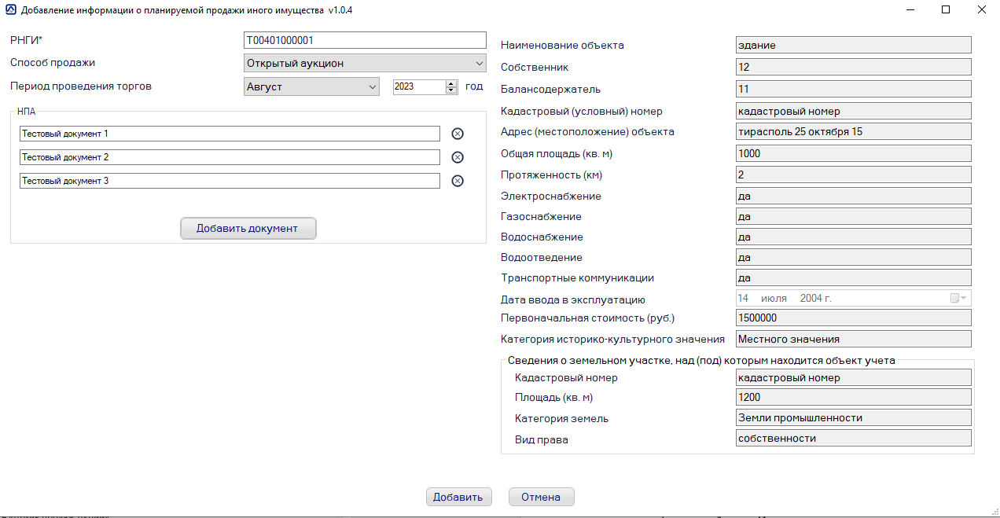 Добавление информации о планируемой продажи иного имущества v1.0.4
РНГИ*
Т00401000001
Способ продажи
Открытый аукцион
Период проведения торгов
Август
2023
год
НПА
Тестовый документ 1
Тестовый документ 2
Тестовый документ 3
Добавить документ
Наименование объекта
здание
Собственник
12
Балансодержатель
11
Кадастровый (условный) номер
кадастровый номер
Адрес (местоположение) объекта
тирасполь 25 октября 15
Общая площадь (кв. м)
1000
Протяженность (км)
2
Электроснабжение
да
Газоснабжение
да
Водоснабжение
да
Водоотведение
да
Транспортные коммуникации
да
Дата ввода в эксплуатацию
14 июля 2004 г.
Первоначальная стоимость (руб.)
1500000
Категория историко-культурного значения
Местного значения
Сведения о земельном участке, над (под) которым находится объект учета
Кадастровый номер
кадастровый номер
Площадь (кв. м)
1200
Категория земель
Земли промышленности
Вид права
собственности
Добавить
Отмена